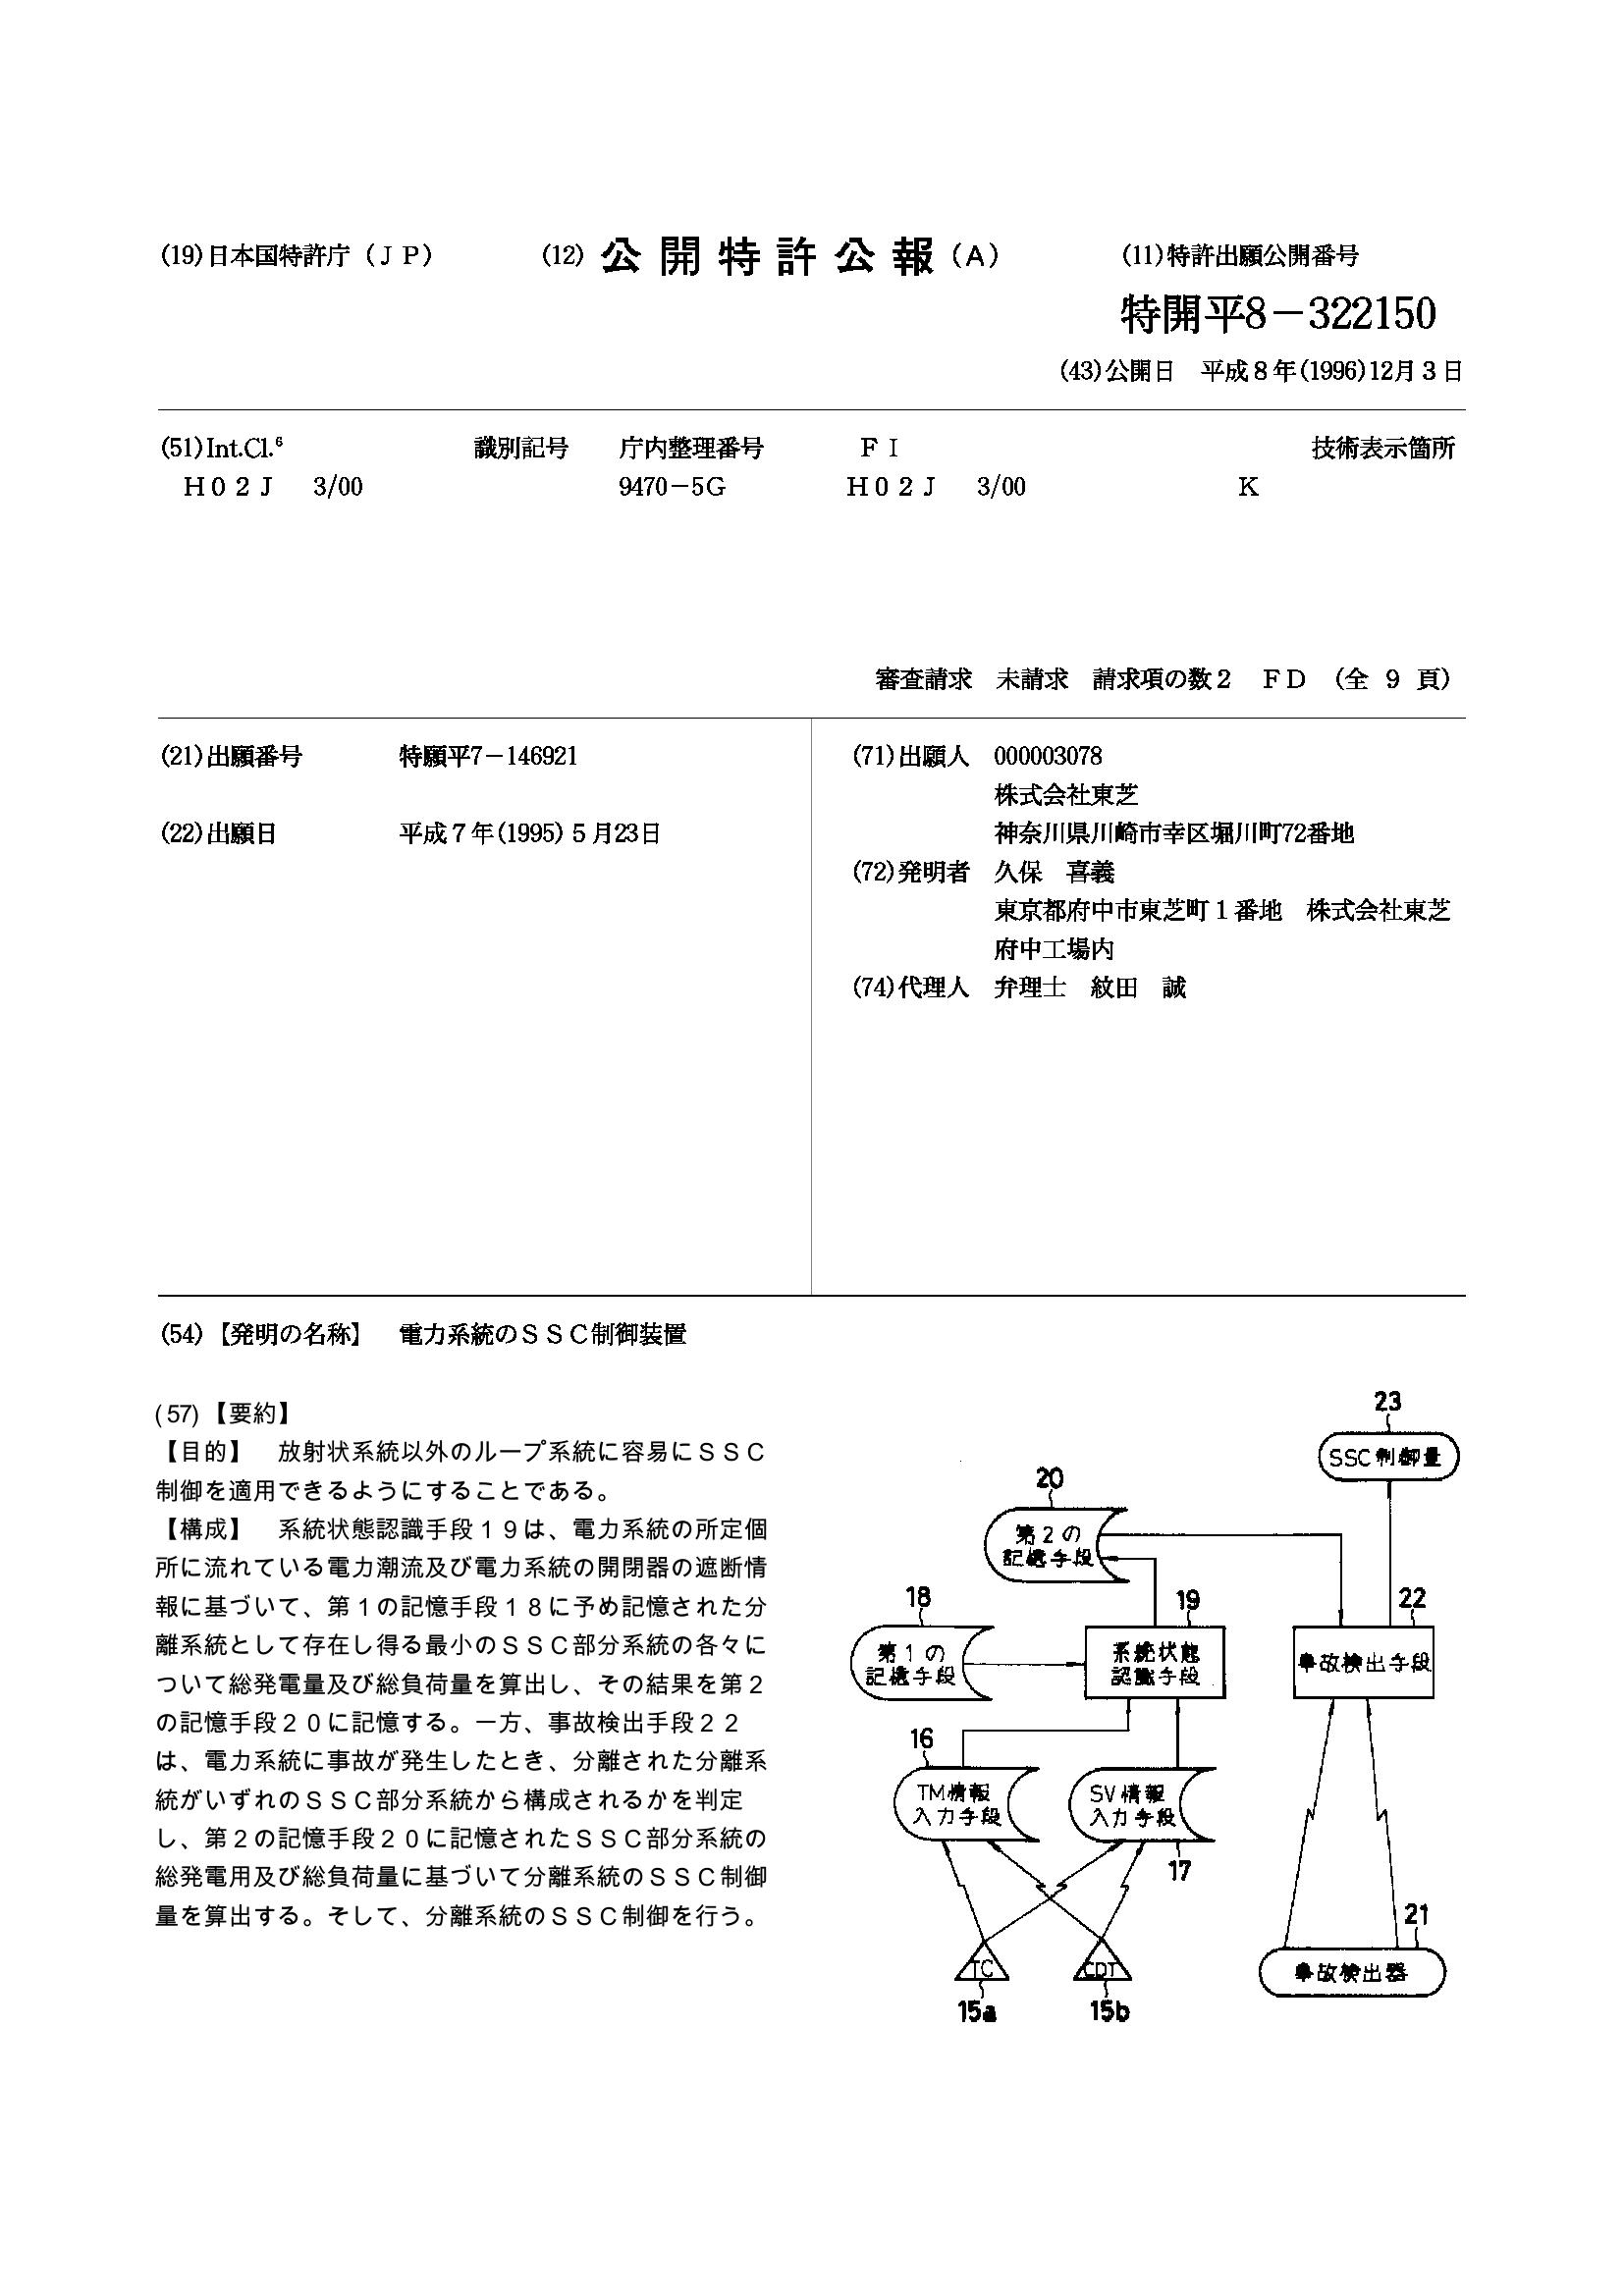 (19)日本国特許庁（ＪＰ）
(12) 公開特許公報(Ａ)
(11)特許出願公開番号
特開平8－322150
(43)公開日　平成８年(1996)12月３日
(51)Int.Cl.⁶　識別記号　庁内整理番号　ＦＩ　技術表示箇所
Ｈ０２Ｊ　3/00　9470－5G　Ｈ０２Ｊ　3/00　Ｋ
審査請求　未請求　請求項の数２　ＦＤ　（全　９　頁）
(21)出願番号　特願平7－146921
(22)出願日　平成７年(1995)５月23日
(71)出願人　000003078
株式会社東芝
神奈川県川崎市幸区堀川町72番地
(72)発明者　久保　喜義
東京都府中市東芝町１番地　株式会社東芝
府中工場内
(74)代理人　弁理士　紋田　誠
(54)【発明の名称】　電力系統のＳＳＣ制御装置
(57)【要約】
【目的】　放射状系統以外のループ系統に容易にＳＳＣ
制御を適用できるようにすることである。
【構成】　系統状態認識手段１９は、電力系統の所定個
所に流れている電力潮流及び電力系統の開閉器の遮断情
報に基づいて、第１の記憶手段１８に予め記憶された分
離系統として存在し得る最小のＳＳＣ部分系統の各々に
ついて総発電量及び総負荷量を算出し、その結果を第２
の記憶手段２０に記憶する。一方、事故検出手段２２
は、電力系統に事故が発生したとき、分離された分離系
統がいずれのＳＳＣ部分系統から構成されるかを判定
し、第２の記憶手段２０に記憶されたＳＳＣ部分系統の
総発電用及び総負荷量に基づいて分離系統のＳＳＣ制御
量を算出する。そして、分離系統のＳＳＣ制御を行う。
23
SSC制御量
20
第2の
記憶手段
18
第1の
記憶手段
19
系統状態
認識手段
22
事故検出手段
16
TM情報
入力手段
SV情報
入力手段
17
21
事故検出器
TC
15a
CDT
15b